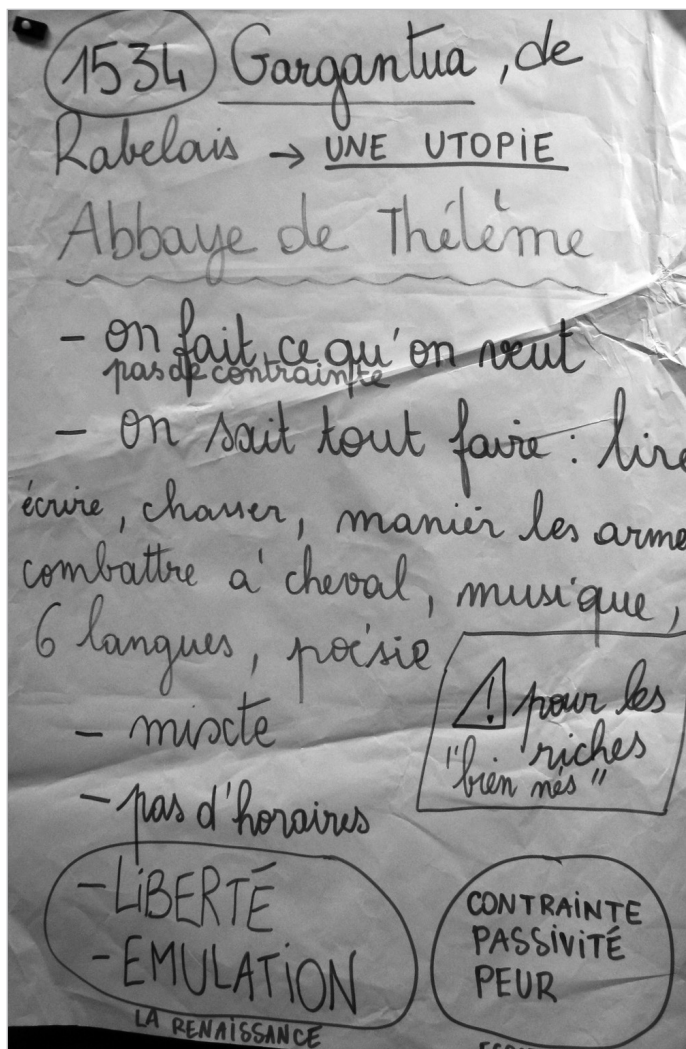 1534 Gargantua, de
Rabelais → UNE UTOPIE
Abbaye de Thélème
- on fait ce qu'on veut
pas de contrainte
- on sait tout faire : lire
écrire, chasser, manier les arme
combattre à cheval, musique,
6 langues, poésie
⚠ pour les
riches
"bien nés"
- mixte
- pas d'horaires
- LIBERTÉ
- EMULATION
LA RENAISSANCE
CONTRAINTE
PASSIVITÉ
PEUR